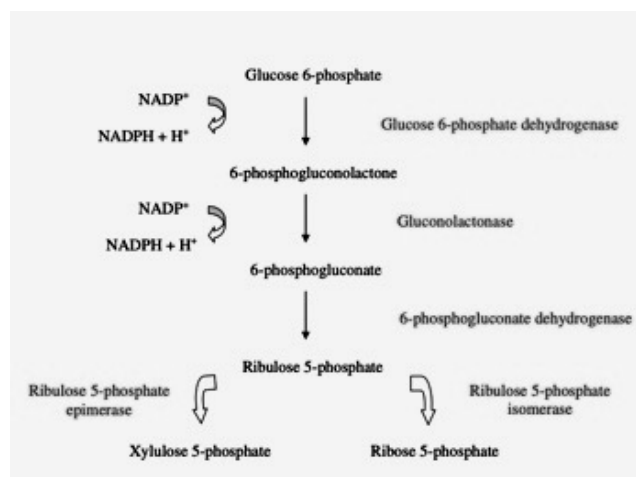 Glucose 6-phosphate
NADP+
NADPH + H+
Glucose 6-phosphate dehydrogenase
6-phosphogluconolactone
NADP+
NADPH + H+
Gluconolactonase
6-phosphogluconate
6-phosphogluconate dehydrogenase
Ribulose 5-phosphate
Ribulose 5-phosphate
epimerase
Ribulose 5-phosphate
isomerase
Xylulose 5-phosphate
Ribose 5-phosphate